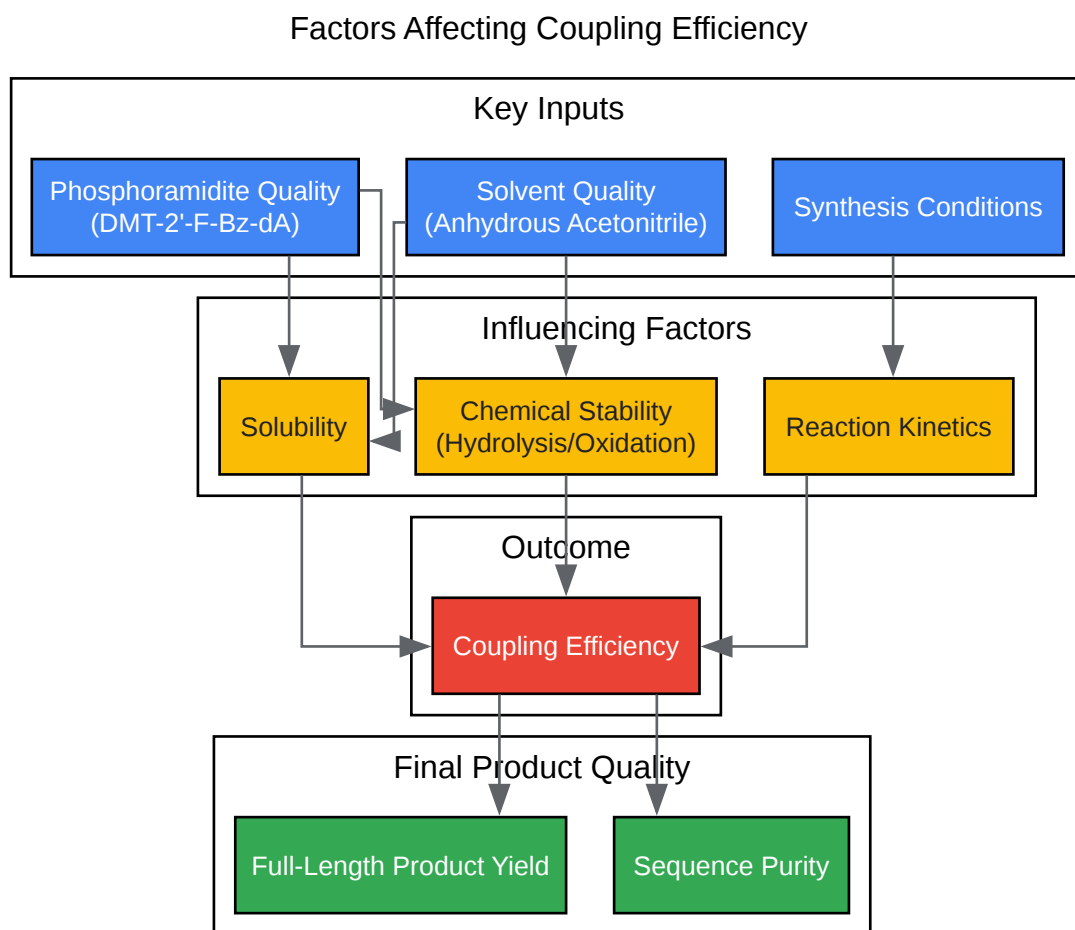 Factors Affecting Coupling Efficiency
Key Inputs
Phosphoramidite Quality
(DMT-2'-F-Bz-dA)
Solvent Quality
(Anhydrous Acetonitrile)
Synthesis Conditions
Influencing Factors
Solubility
Chemical Stability
(Hydrolysis/Oxidation)
Reaction Kinetics
Outcome
Coupling Efficiency
Final Product Quality
Full-Length Product Yield
Sequence Purity